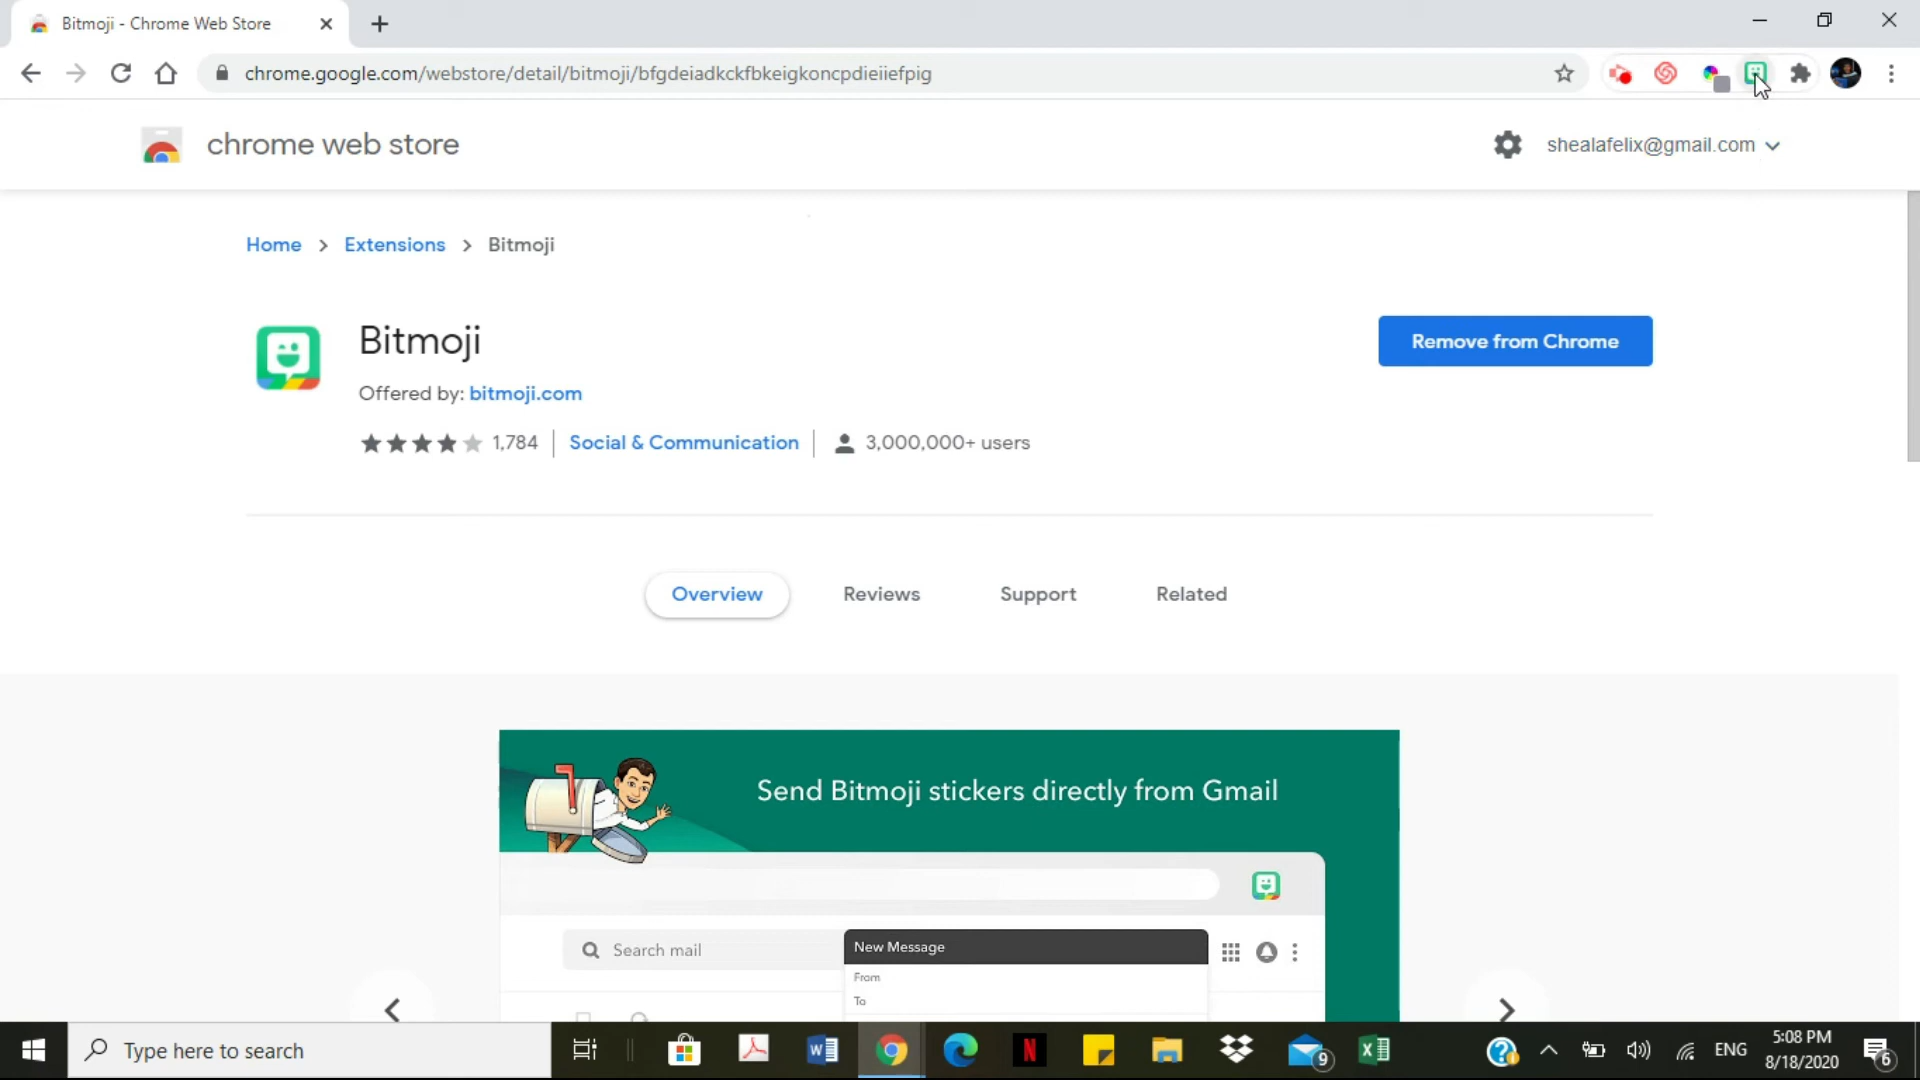 Bitmoji - Chrome Web Store
chrome.google.com/webstore/detail/bitmoji/bfgdeiadkckfbkeigkoncpdieiiefpig
chrome web store
shealafelix@gmail.com
Home > Extensions > Bitmoji
Bitmoji
Remove from Chrome
Offered by: bitmoji.com
1,784 | Social & Communication | 3,000,000+ users
Overview Reviews Support Related
Send Bitmoji stickers directly from Gmail
Search mail
New Message
From
To
Type here to search
9
ENG
5:08 PM
8/18/2020
6